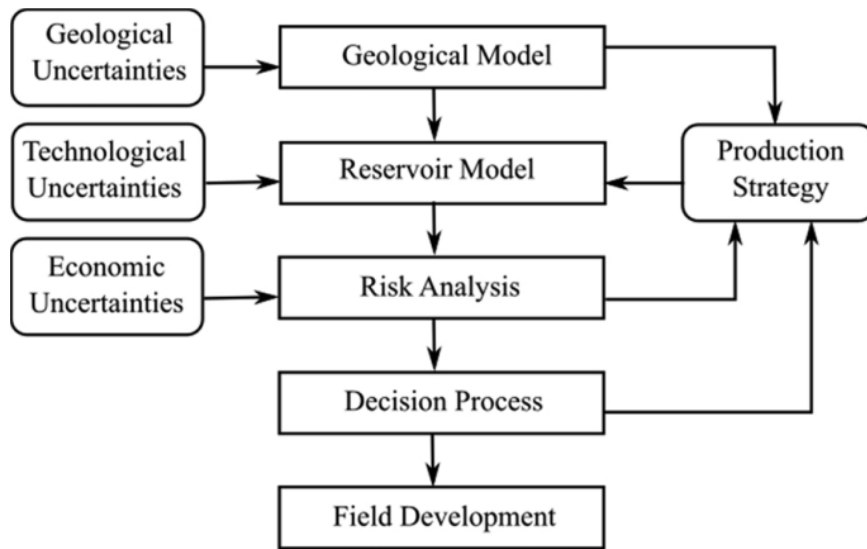 Geological
Uncertainties
Geological Model
Technological
Uncertainties
Reservoir Model
Production
Strategy
Economic
Uncertainties
Risk Analysis
Decision Process
Field Development